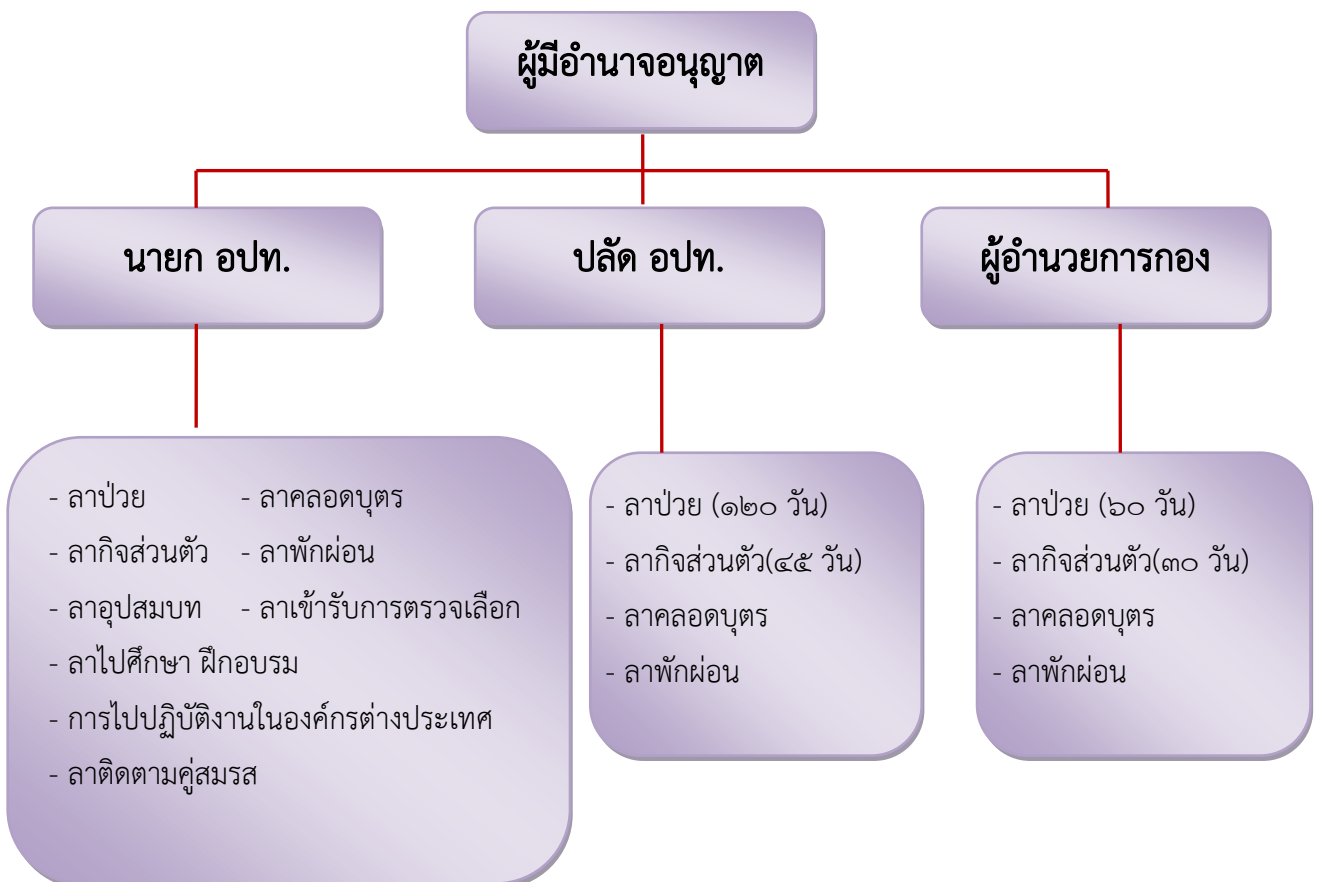 ผู้มีอำนาจอนุญาต
นายก อปท.
ปลัด อปท.
ผู้อำนวยการกอง
- ลาป่วย - ลาคลอดบุตร
- ลากิจส่วนตัว - ลาพักผ่อน
- ลาอุปสมบท - ลาเข้ารับการตรวจเลือก
- ลาไปศึกษา ฝึกอบรม
- การไปปฏิบัติงานในองค์กรต่างประเทศ
- ลาติดตามคู่สมรส
- ลาป่วย (๑๒๐ วัน)
- ลากิจส่วนตัว(๔๕ วัน)
- ลาคลอดบุตร
- ลาพักผ่อน
- ลาป่วย (๖๐ วัน)
- ลากิจส่วนตัว(๓๐ วัน)
- ลาคลอดบุตร
- ลาพักผ่อน